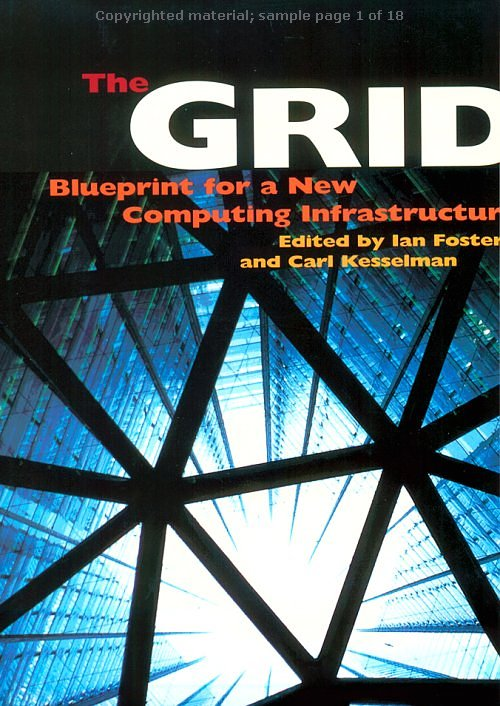 Copyrighted material; sample page 1 of 18
The
GRID
Blueprint for a New
Computing Infrastructur
Edited by Ian Foster
and Carl Kesselman